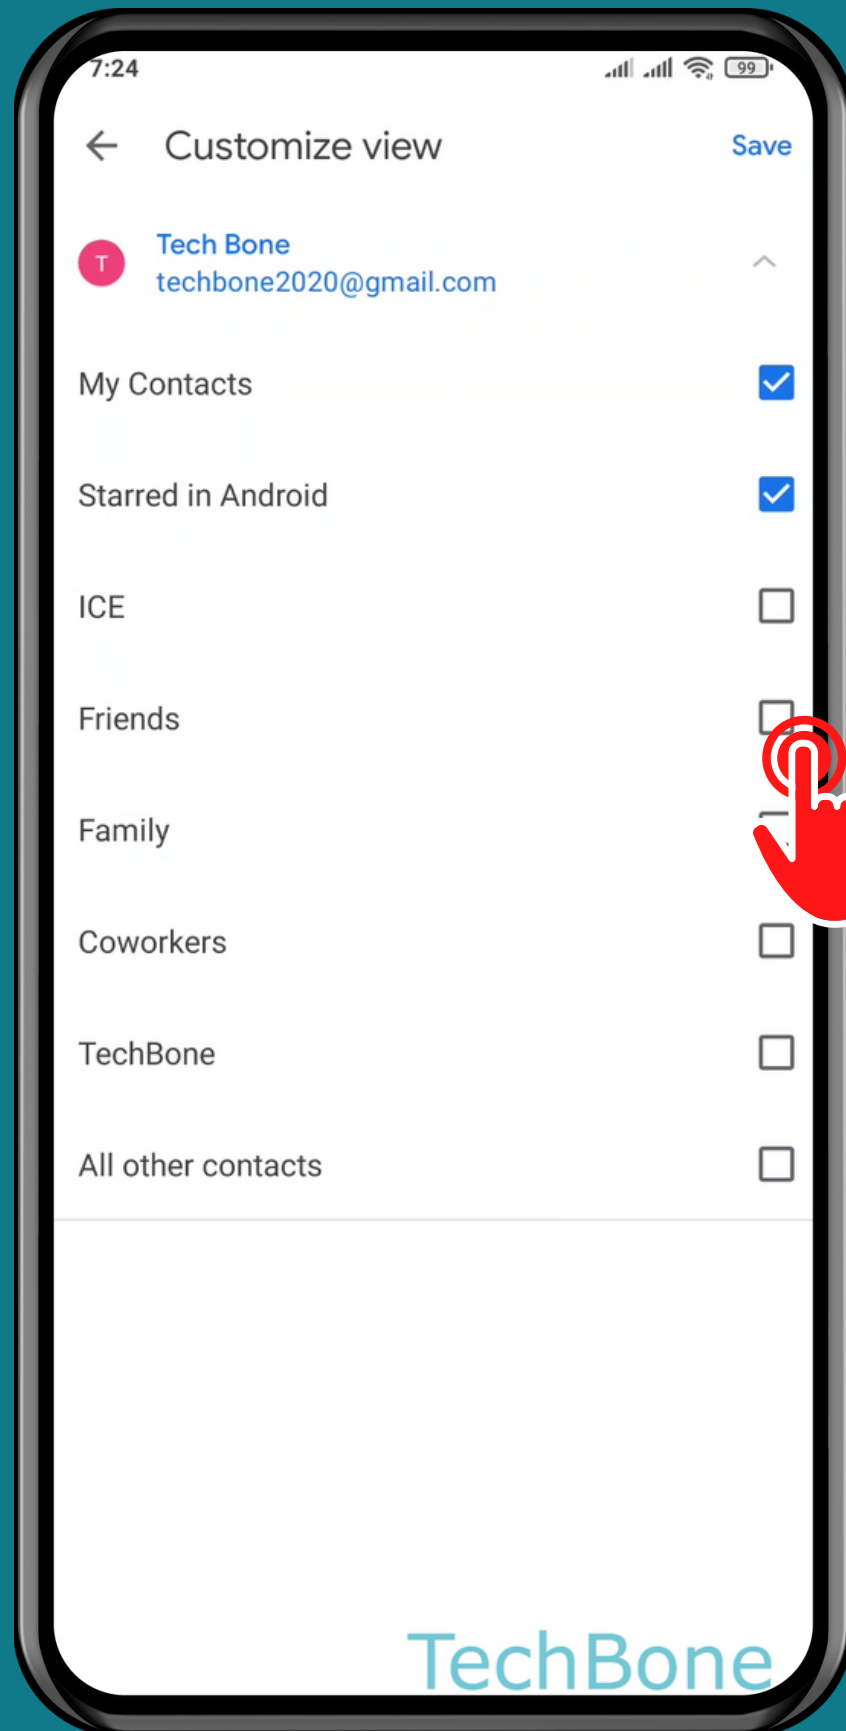 7:24
99
Customize view
Save
T
Tech Bone
techbone2020@gmail.com
My Contacts
Starred in Android
ICE
Friends
Family
Coworkers
TechBone
All other contacts
TechBone